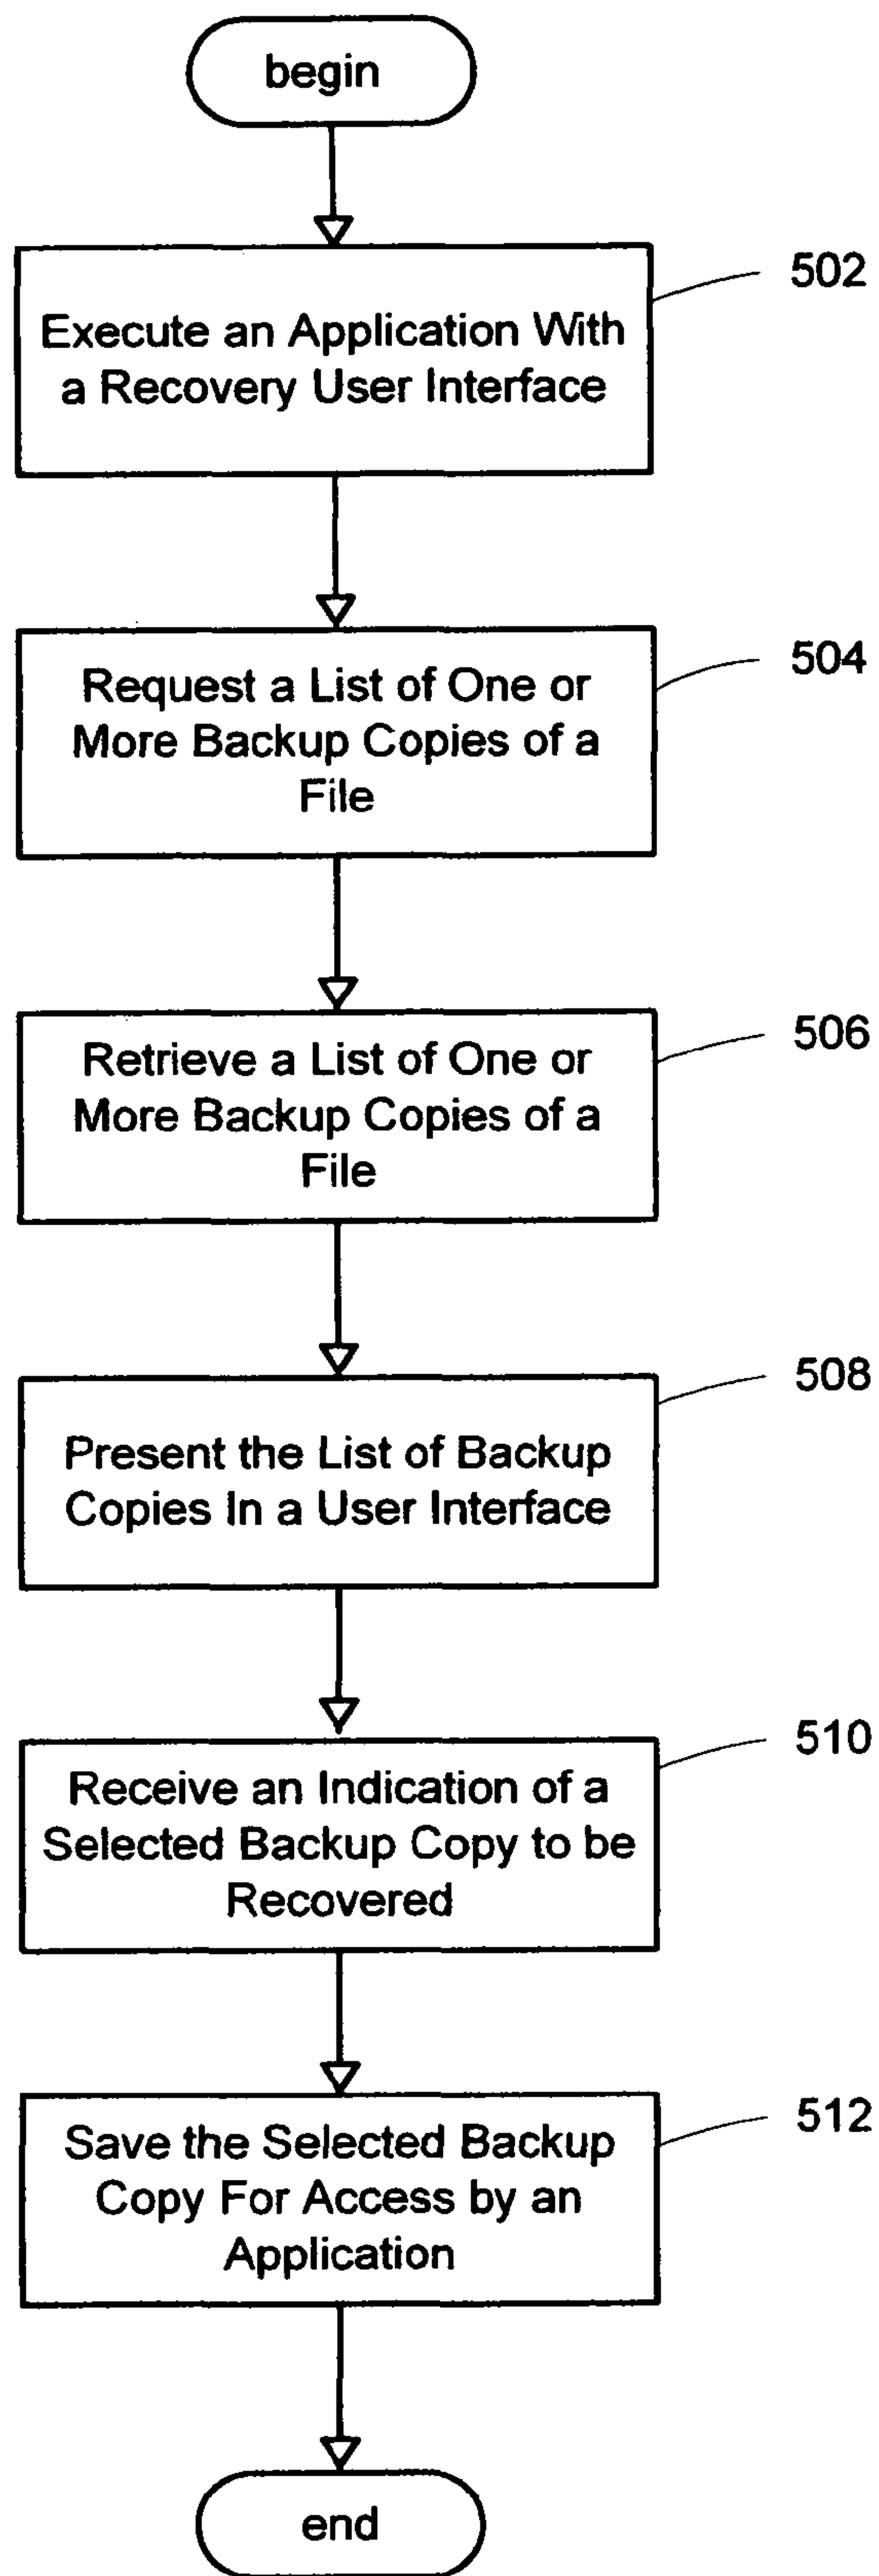 begin
502
Execute an Application With
a Recovery User Interface
504
Request a List of One or
More Backup Copies of a
File
506
Retrieve a List of One or
More Backup Copies of a
File
508
Present the List of Backup
Copies In a User Interface
510
Receive an Indication of a
Selected Backup Copy to be
Recovered
512
Save the Selected Backup
Copy For Access by an
Application
end